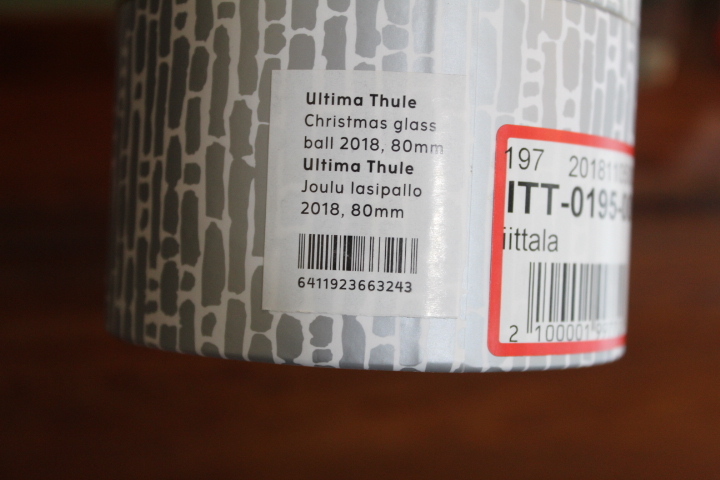 Ultima Thule
Christmas glass
ball 2018, 80mm
Ultima Thule
Joulu lasipallo
2018, 80mm
6411923663243
197
iittala